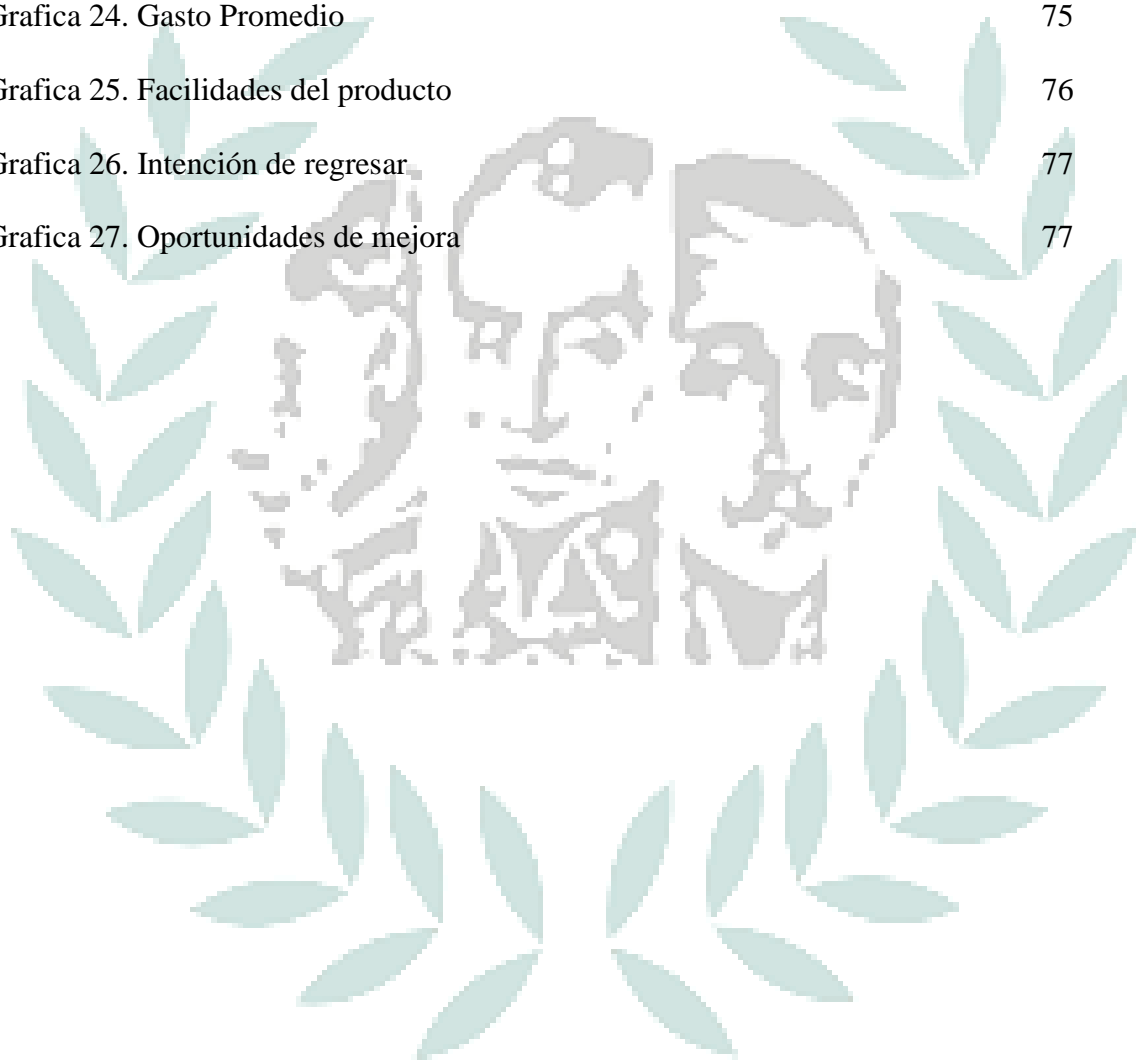 Grafica 24. Gasto Promedio 75
Grafica 25. Facilidades del producto 76
Grafica 26. Intención de regresar 77
Grafica 27. Oportunidades de mejora 77